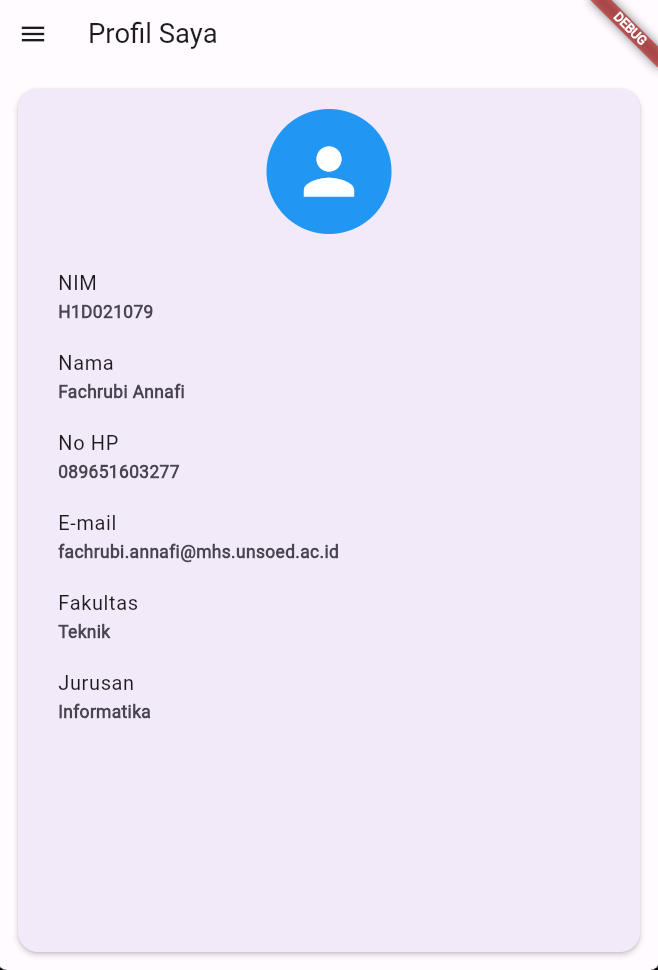 Profil Saya
DEBUG
NIM
H1D021079
Nama
Fachrubi Annafi
No HP
089651603277
E-mail
fachrubi.annafi@mhs.unsoed.ac.id
Fakultas
Teknik
Jurusan
Informatika